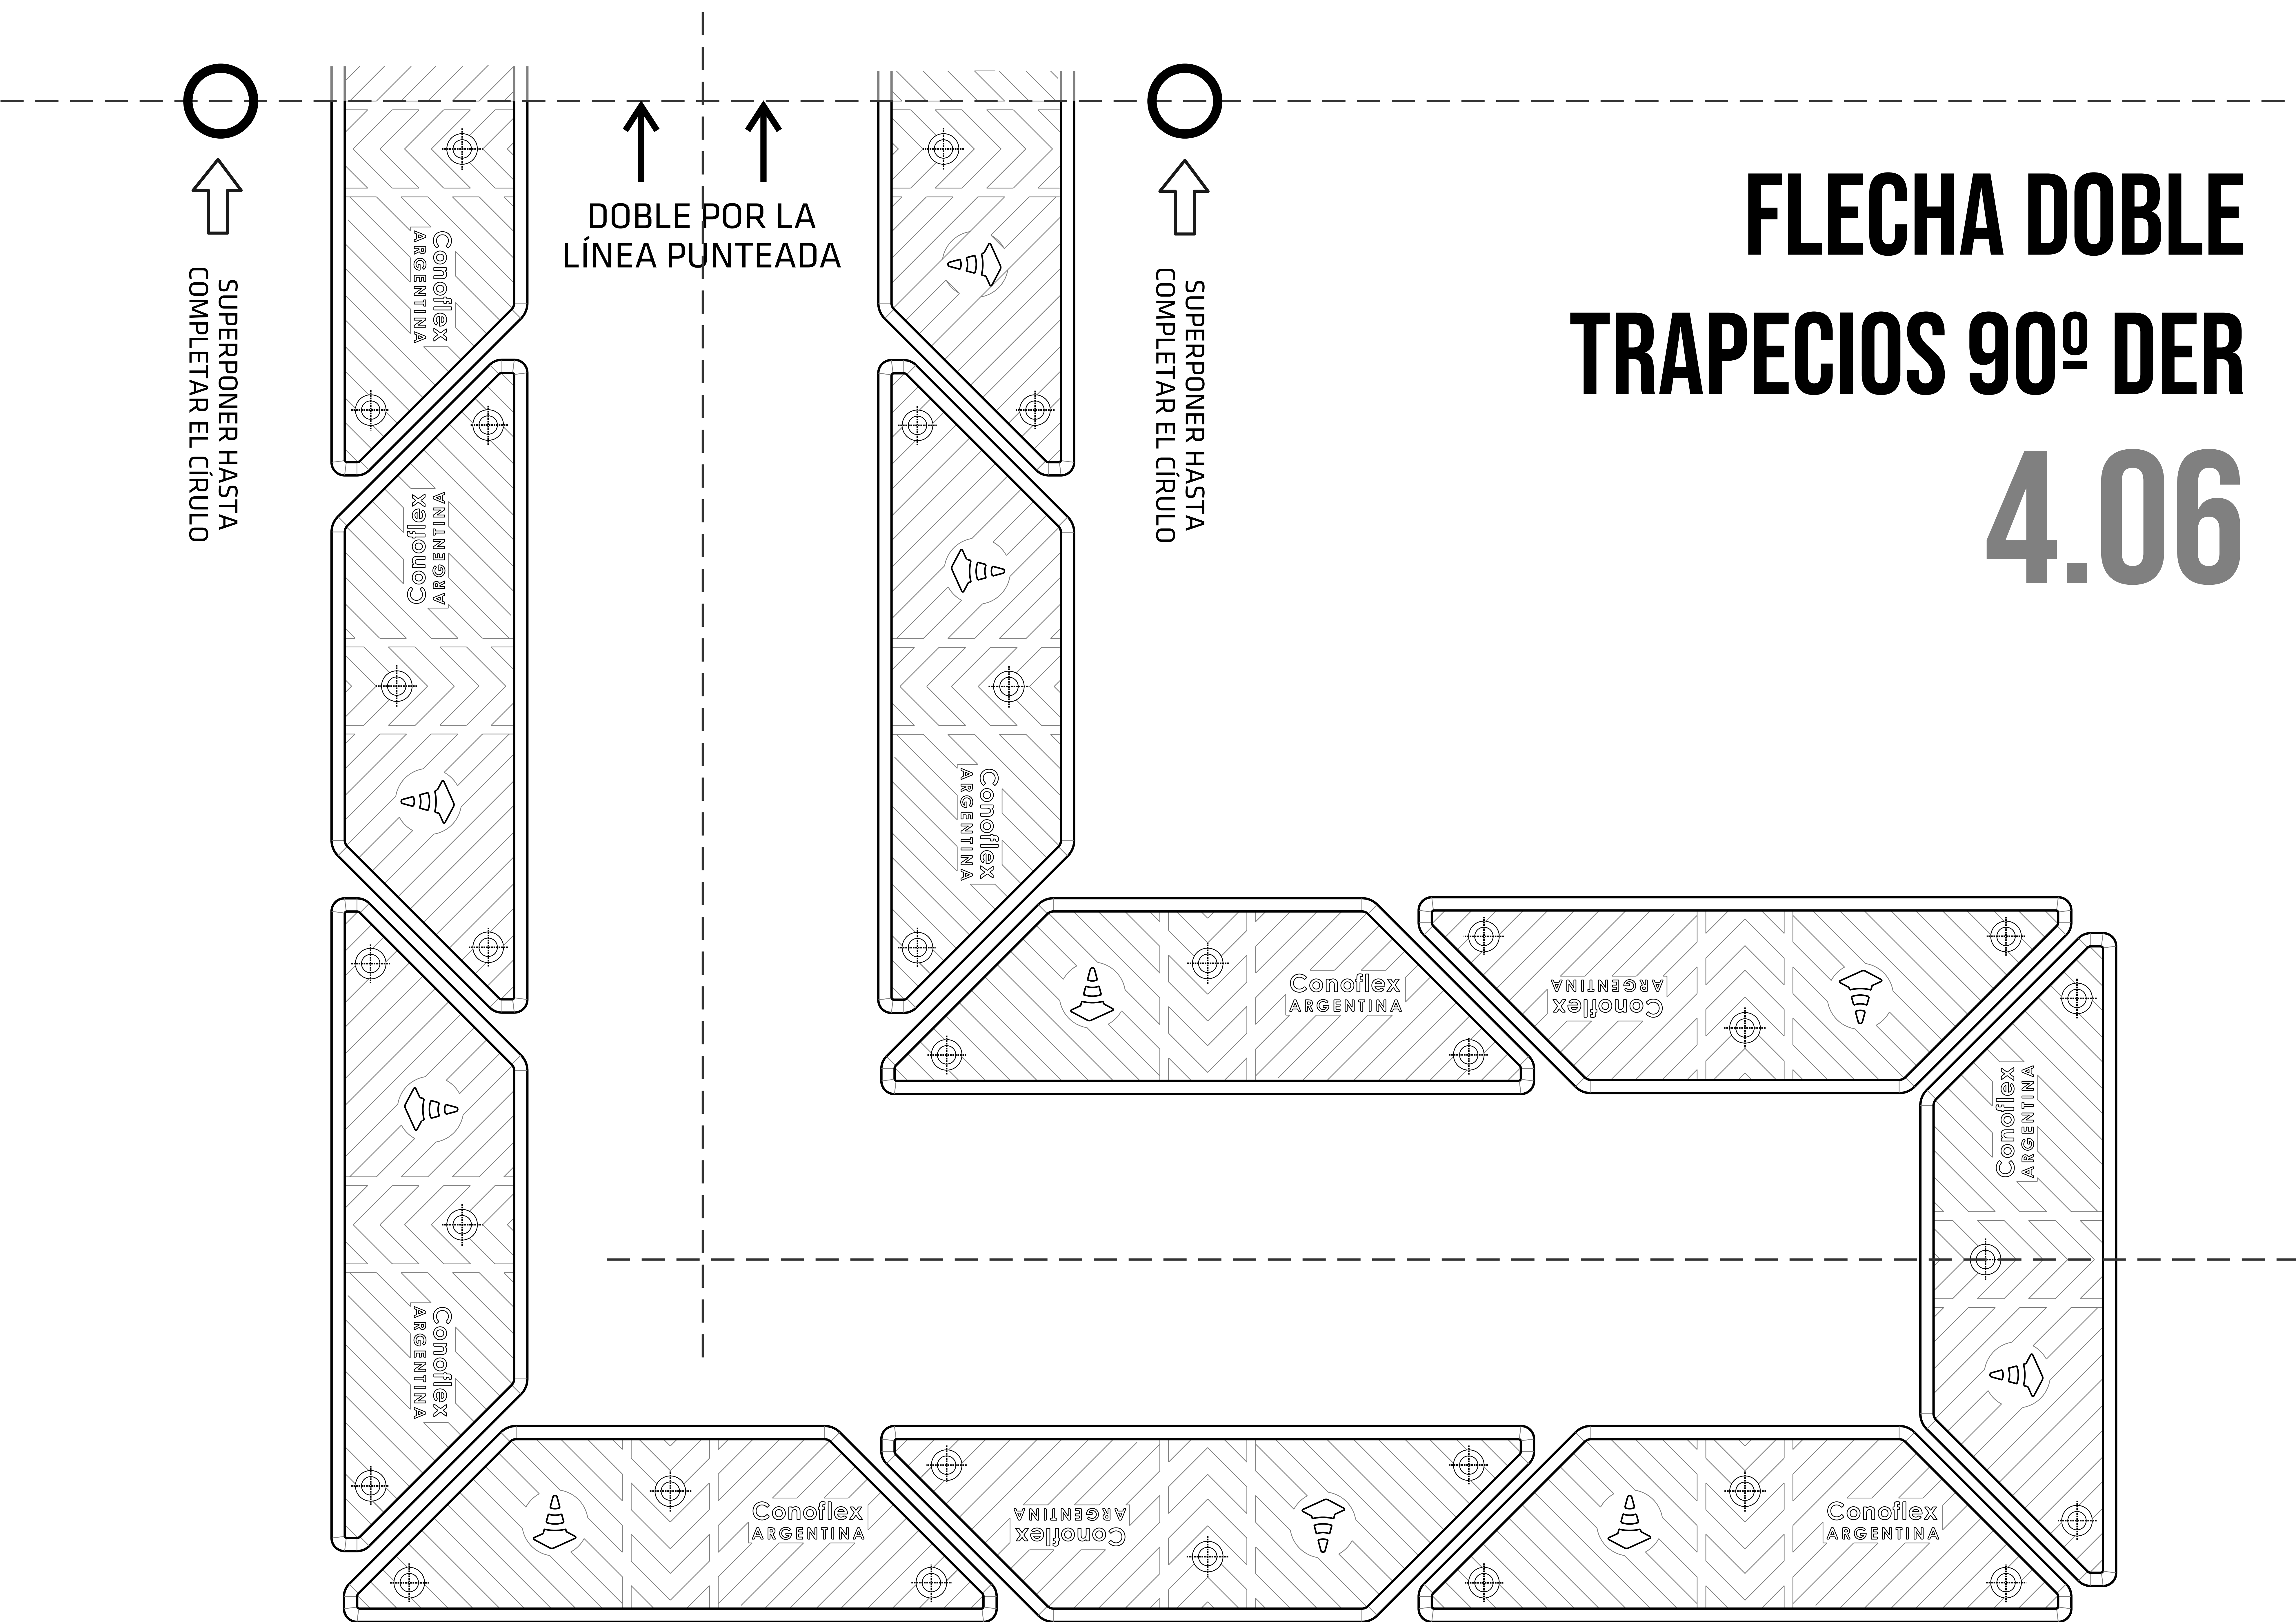 FLECHA DOBLE
TRAPECIOS 90º DER
4.06
DOBLE POR LA
LÍNEA PUNTEADA
SUPERPONER HASTA
COMPLETAR EL CÍRULO
SUPERPONER HASTA
COMPLETAR EL CÍRULO
Conoflex
ARGENTINA
Conoflex
ARGENTINA
Conoflex
ARGENTINA
Conoflex
ARGENTINA
Conoflex
ARGENTINA
Conoflex
ARGENTINA
Conoflex
ARGENTINA
Conoflex
ARGENTINA
Conoflex
ARGENTINA
Conoflex
ARGENTINA